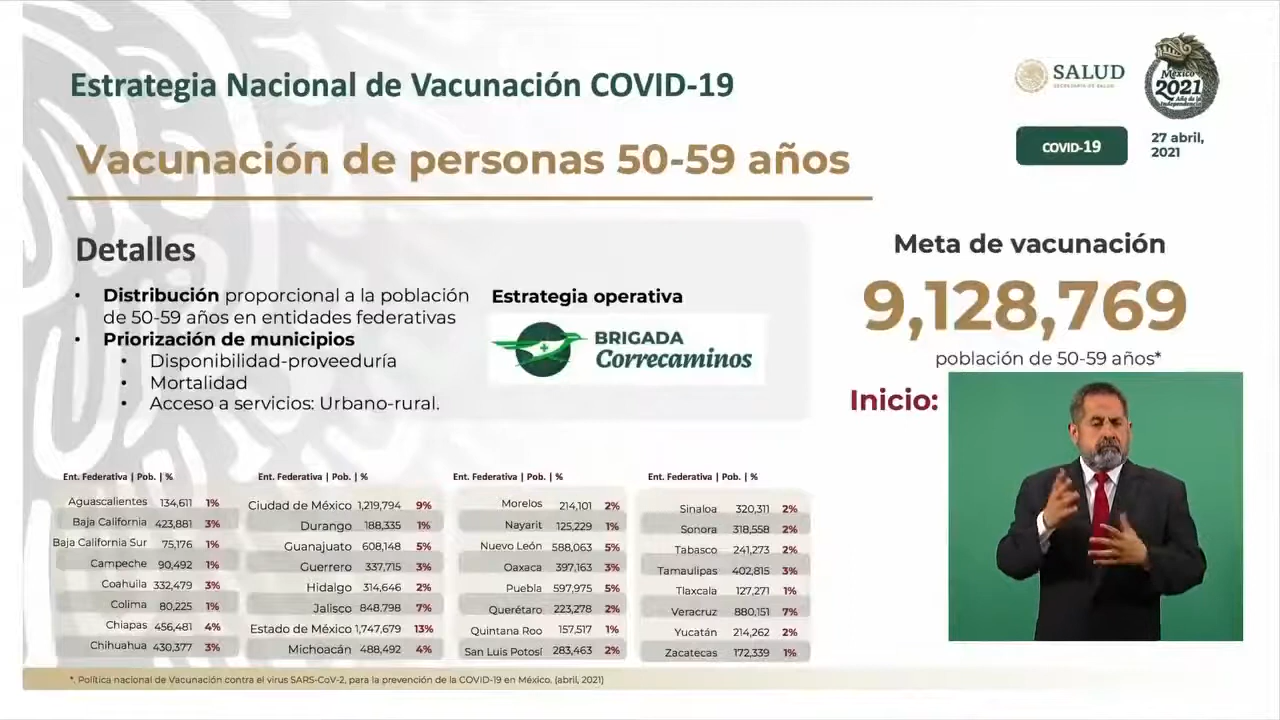 Estrategia Nacional de Vacunación COVID-19
SALUD
SECRETARÍA DE SALUD
México
2021
Año de la
Independencia
Vacunación de personas 50-59 años
COVID-19
27 abril,
2021
Detalles
• Distribución proporcional a la población
de 50-59 años en entidades federativas
• Priorización de municipios
• Disponibilidad-proveeduría
• Mortalidad
• Acceso a servicios: Urbano-rural.
Estrategia operativa
BRIGADA
Correcaminos
Meta de vacunación
9,128,769
población de 50-59 años*
Inicio:
Ent. Federativa | Pob. | %
Aguascalientes 134,611 1%
Baja California 423,881 3%
Baja California Sur 75,176 1%
Campeche 90,492 1%
Coahuila 332,479 3%
Colima 80,225 1%
Chiapas 456,481 4%
Chihuahua 430,377 3%
Ent. Federativa | Pob. | %
Ciudad de México 1,219,794 9%
Durango 188,335 1%
Guanajuato 608,148 5%
Guerrero 337,715 3%
Hidalgo 314,646 2%
Jalisco 848,798 7%
Estado de México 1,747,679 13%
Michoacán 488,492 4%
Ent. Federativa | Pob. | %
Morelos 214,101 2%
Nayarit 125,229 1%
Nuevo León 588,063 5%
Oaxaca 397,163 3%
Puebla 597,975 5%
Querétaro 223,278 2%
Quintana Roo 157,517 1%
San Luis Potosí 283,463 2%
Ent. Federativa | Pob. | %
Sinaloa 320,311 2%
Sonora 318,558 2%
Tabasco 241,273 2%
Tamaulipas 402,815 3%
Tlaxcala 127,271 1%
Veracruz 880,151 7%
Yucatán 214,262 2%
Zacatecas 172,339 1%
*. Política nacional de Vacunación contra el virus SARS-CoV-2, para la prevención de la COVID-19 en México. (abril, 2021)